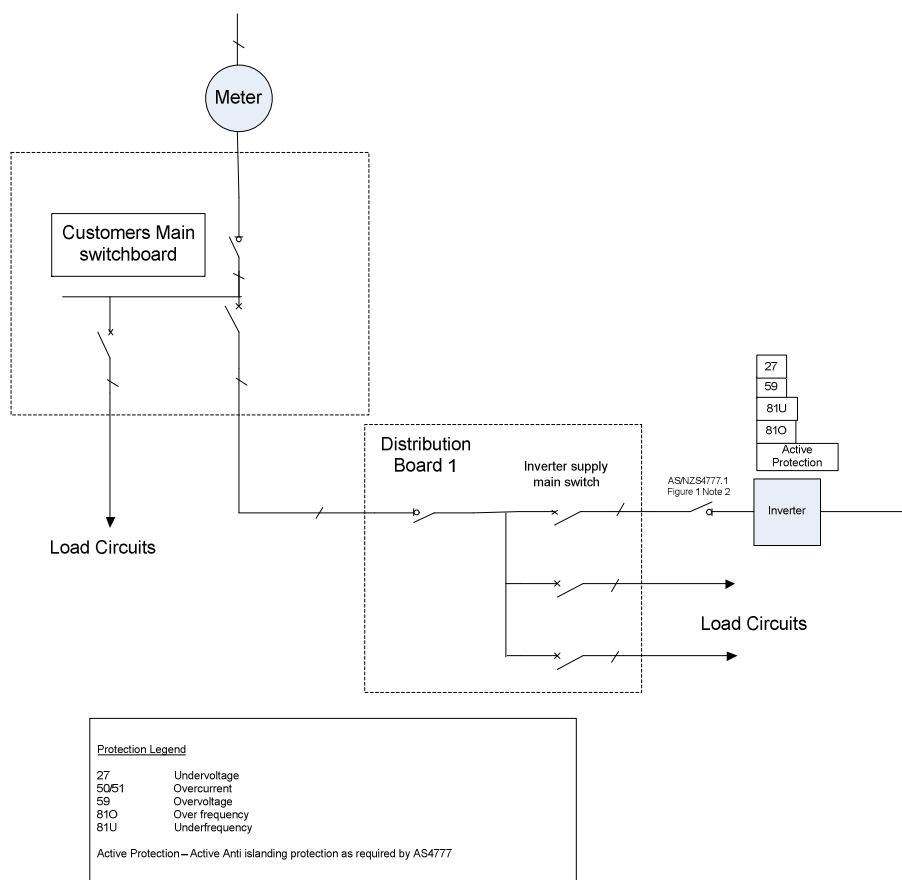 Meter
Customers Main
switchboard
27
59
81U
81O
Active
Protection
Distribution
Board 1
Inverter supply
main switch
AS/NZS4777.1
Figure 1 Note 2
Inverter
Load Circuits
Load Circuits
Protection Legend
27 Undervoltage
50/51 Overcurrent
59 Overvoltage
81O Over frequency
81U Underfrequency
Active Protection – Active Anti islanding protection as required by AS4777